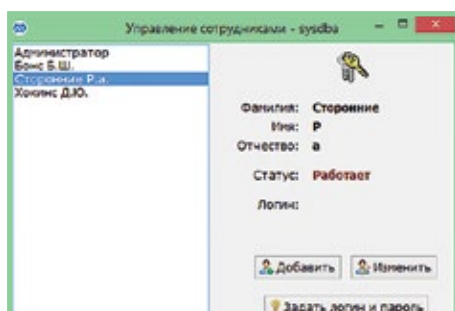 Управление сотрудниками - sysdba
Администратор
Бонс Б.Ш.
Сторонние Р.а.
Хокинс Д.Ю.
Фамилия: Сторонние
Имя: Р
Отчество: а
Статус: Работает
Логин:
Добавить
Изменить
Задать логин и пароль